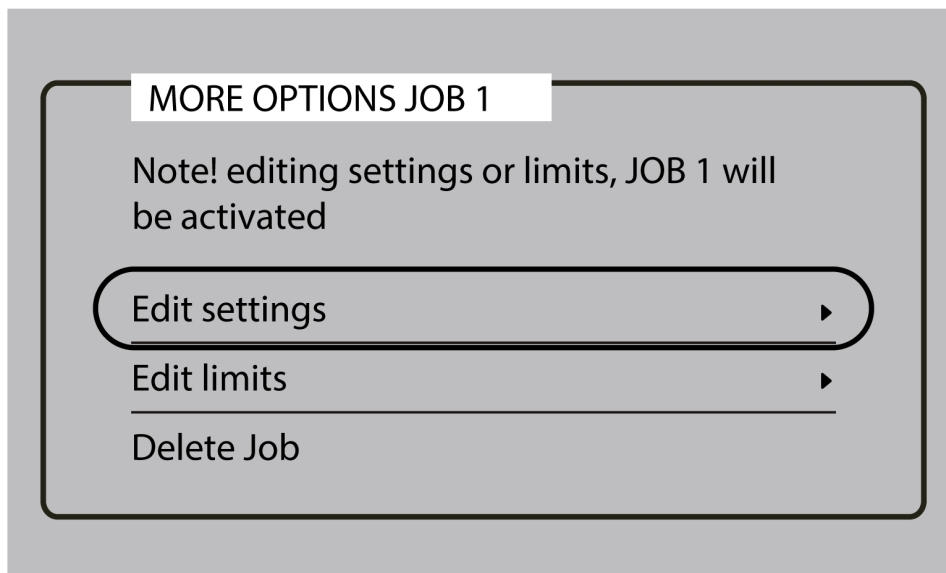 MORE OPTIONS JOB 1
Note! editing settings or limits, JOB 1 will
be activated
Edit settings
Edit limits
Delete Job